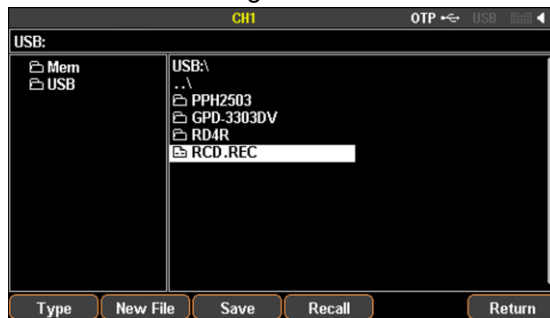 CH1 OTP USB
USB:
Mem
USB
USB:\
..\
PPH2503
GPD-3303DV
RD4R
RCD.REC
Type New File Save Recall Return